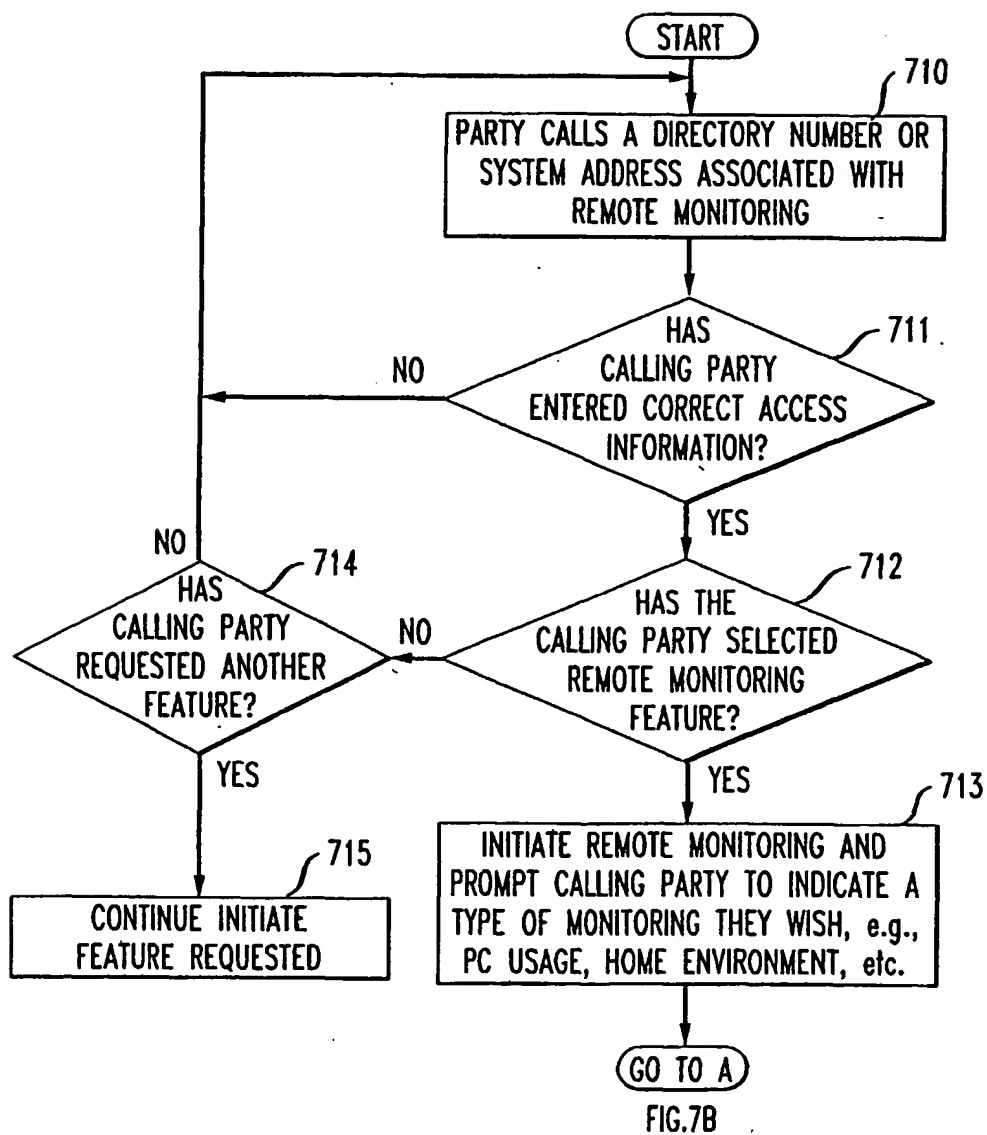 START
710
PARTY CALLS A DIRECTORY NUMBER OR
SYSTEM ADDRESS ASSOCIATED WITH
REMOTE MONITORING
711
HAS
CALLING PARTY
ENTERED CORRECT ACCESS
INFORMATION?
NO
YES
712
HAS THE
CALLING PARTY SELECTED
REMOTE MONITORING
FEATURE?
NO
YES
NO
714
HAS
CALLING PARTY
REQUESTED ANOTHER
FEATURE?
YES
715
CONTINUE INITIATE
FEATURE REQUESTED
713
INITIATE REMOTE MONITORING AND
PROMPT CALLING PARTY TO INDICATE A
TYPE OF MONITORING THEY WISH, e.g.,
PC USAGE, HOME ENVIRONMENT, etc.
GO TO A
FIG.7B